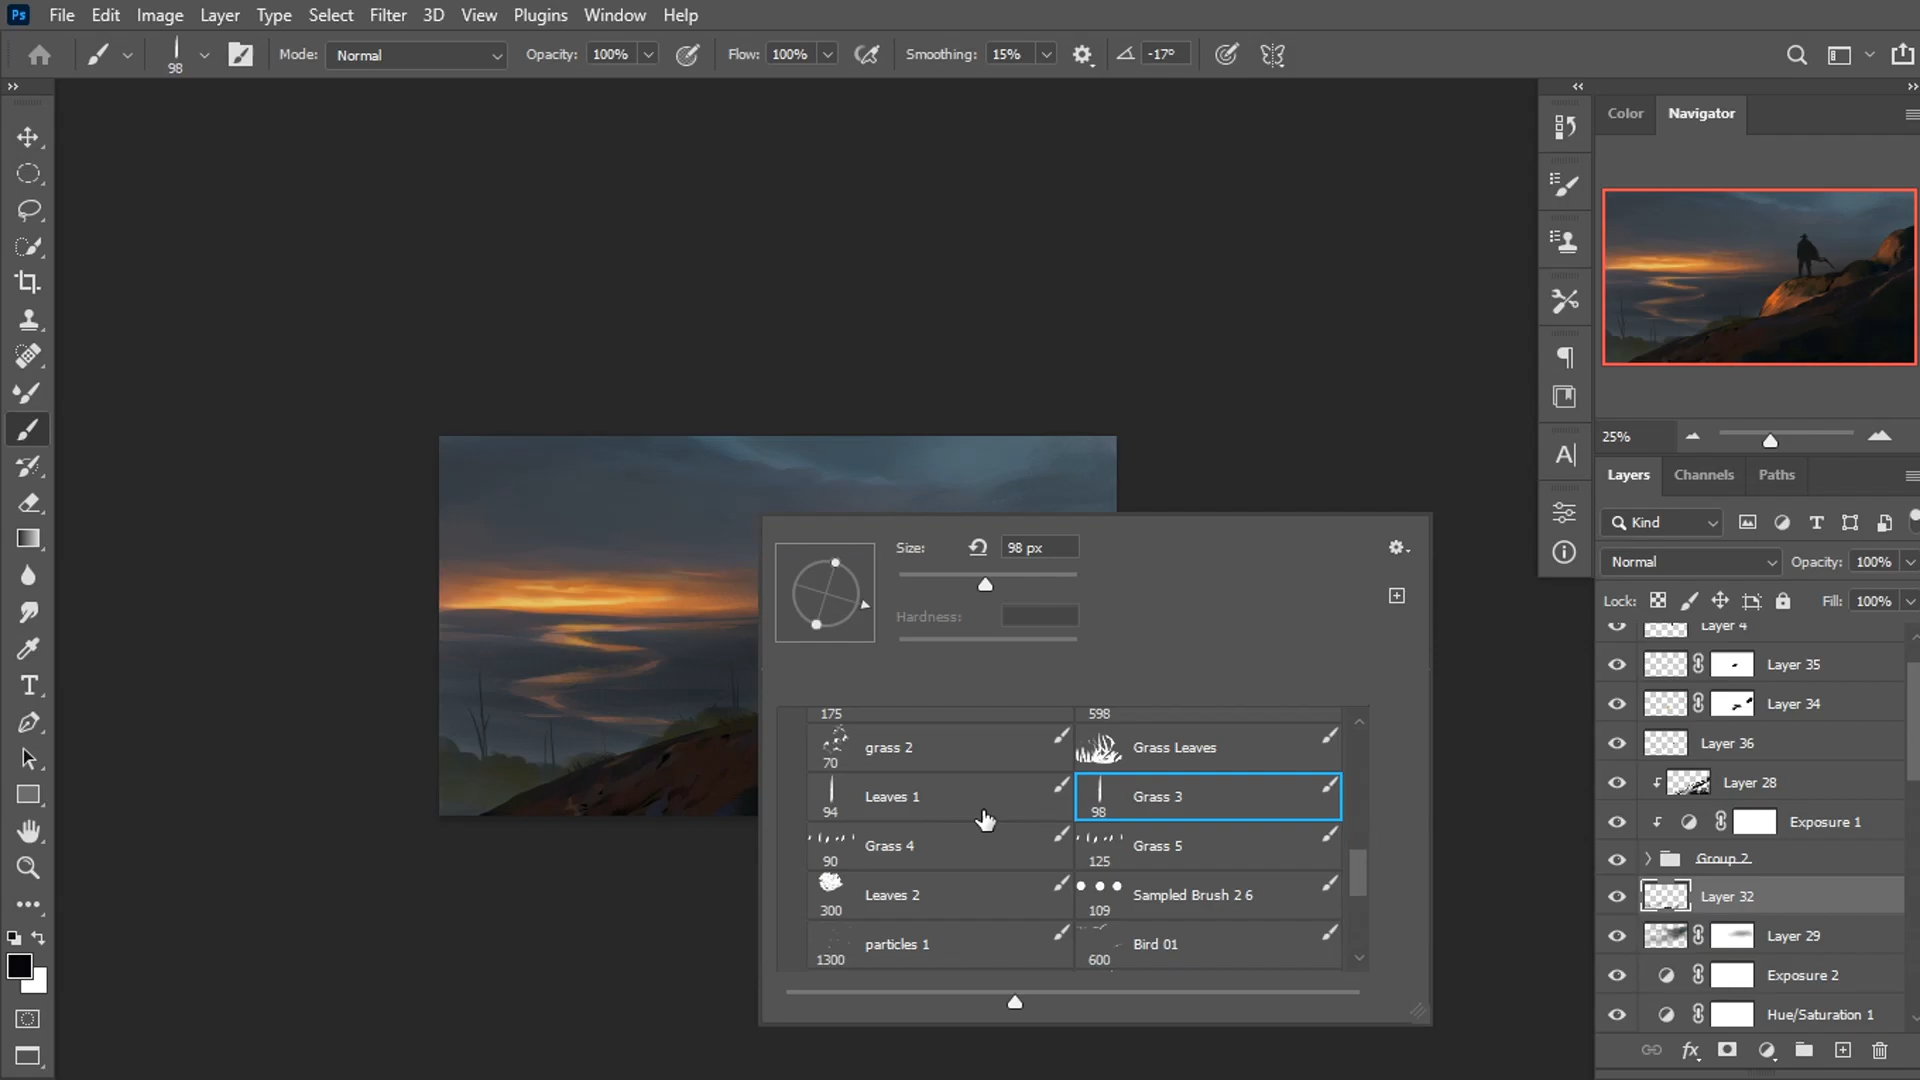 Ps File Edit Image Layer Type Select Filter 3D View Plugins Window Help
98 Mode: Normal Opacity: 100% Flow: 100% Smoothing: 15% -17°
Color Navigator
25%
Layers Channels Paths
Kind
Normal Opacity: 100%
Lock: Fill: 100%
Layer 4
Layer 35
Layer 34
Layer 36
Layer 28
Exposure 1
Group 2
Layer 32
Layer 29
Exposure 2
Hue/Saturation 1
fx
Size: 98 px
Hardness:
175 598
grass 2 70 Grass Leaves
Leaves 1 94 Grass 3 98
Grass 4 90 Grass 5 125
Leaves 2 300 Sampled Brush 2 6 109
particles 1 1300 Bird 01 600